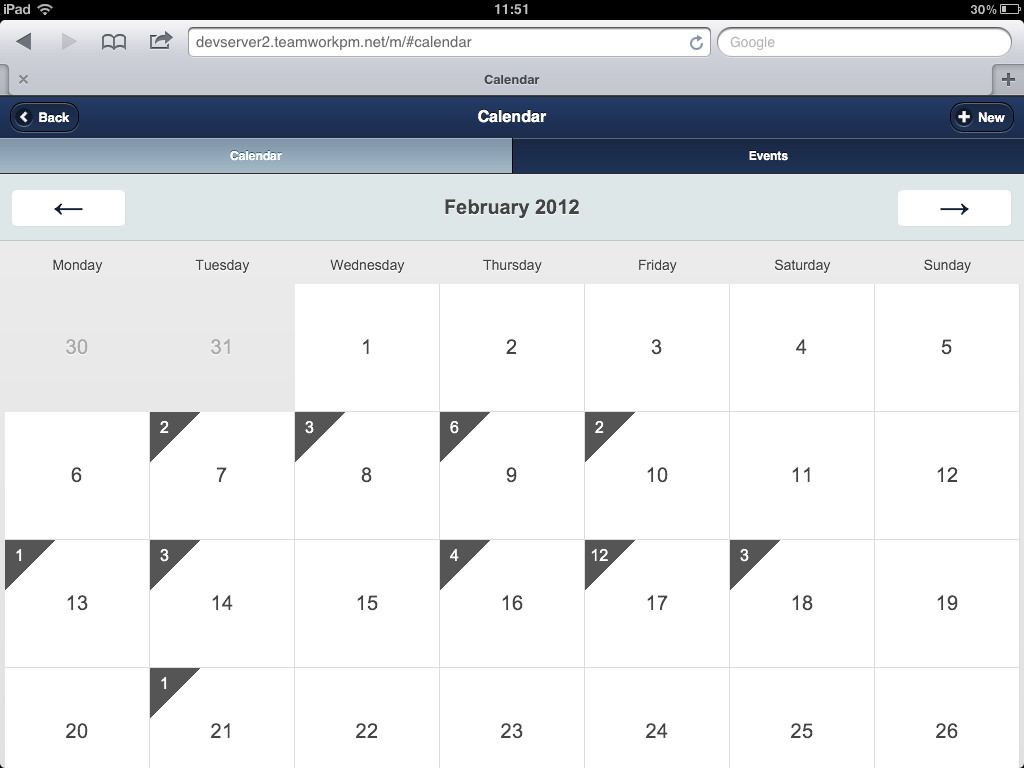 iPad 11:51 30%
devserver2.teamworkpm.net/m/#calendar Google
Calendar
Back Calendar New
Calendar Events
February 2012
Monday Tuesday Wednesday Thursday Friday Saturday Sunday
30 31 1 2 3 4 5
2 3 6 2
6 7 8 9 10 11 12
1 3 4 12 3
13 14 15 16 17 18 19
1
20 21 22 23 24 25 26